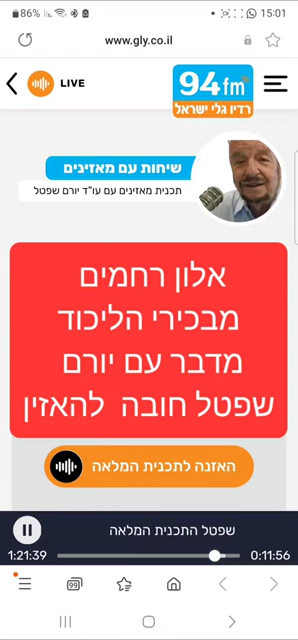 86% 15:01
www.gly.co.il
LIVE
94fm
רדיו גלי ישראל
שיחות עם מאזינים
תכנית מאזינים עם עו"ד יורם שפטל
אלון רחמים
מבכירי הליכוד
מדבר עם יורם
שפטל חובה להאזין
האזנה לתכנית המלאה
שפטל התכנית המלאה
1:21:39 0:11:56
99